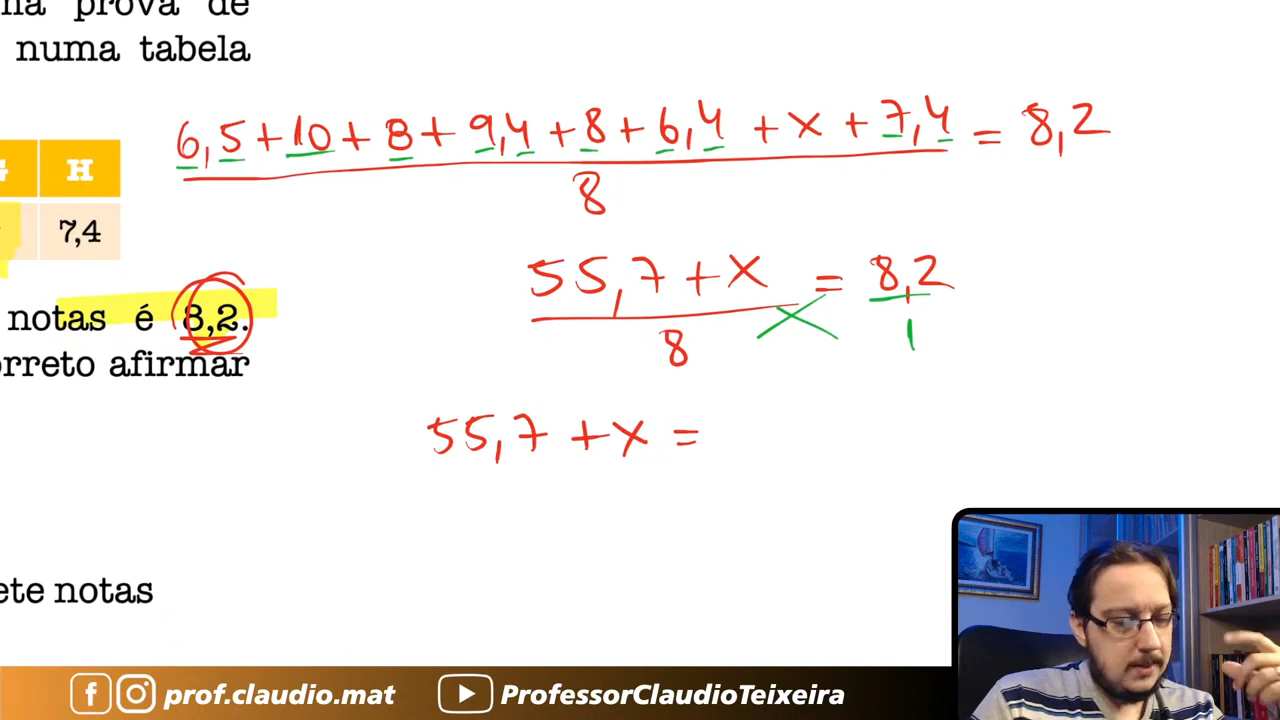 na prova de
numa tabela
6,5+10+8+9,4+8+6,4+x+7,4 = 8,2
8
H
7,4
55,7+x = 8,2
8 1
notas é 8,2.
orreto afirmar
55,7+x =
ete notas
prof.claudio.mat ProfessorClaudioTeixeira